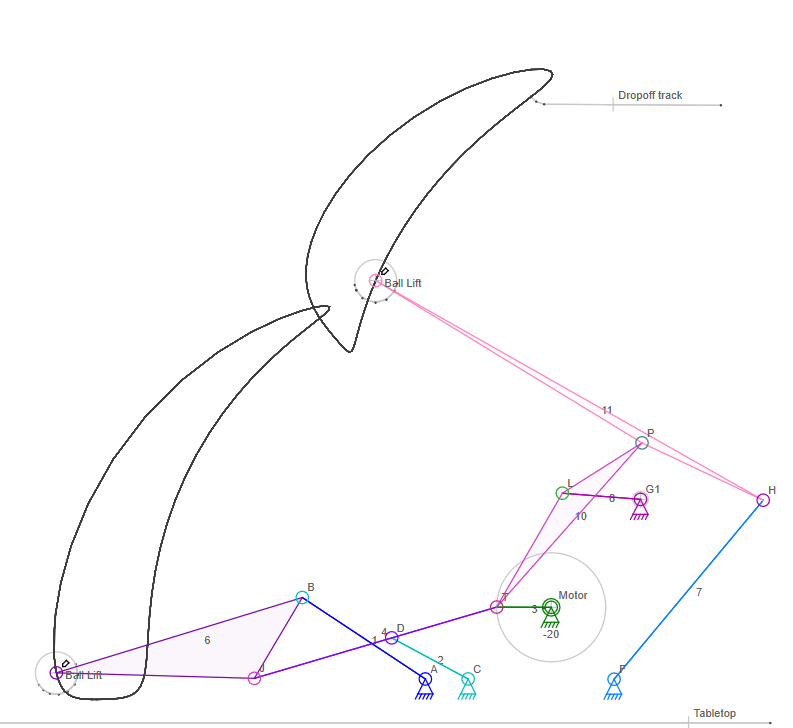 Dropoff track
Ball Lift
11
P
L
G1
H
8
10
7
T
3
Motor
-20
B
6
4
D
1
2
J
A
C
F
Ball Lift
Tabletop